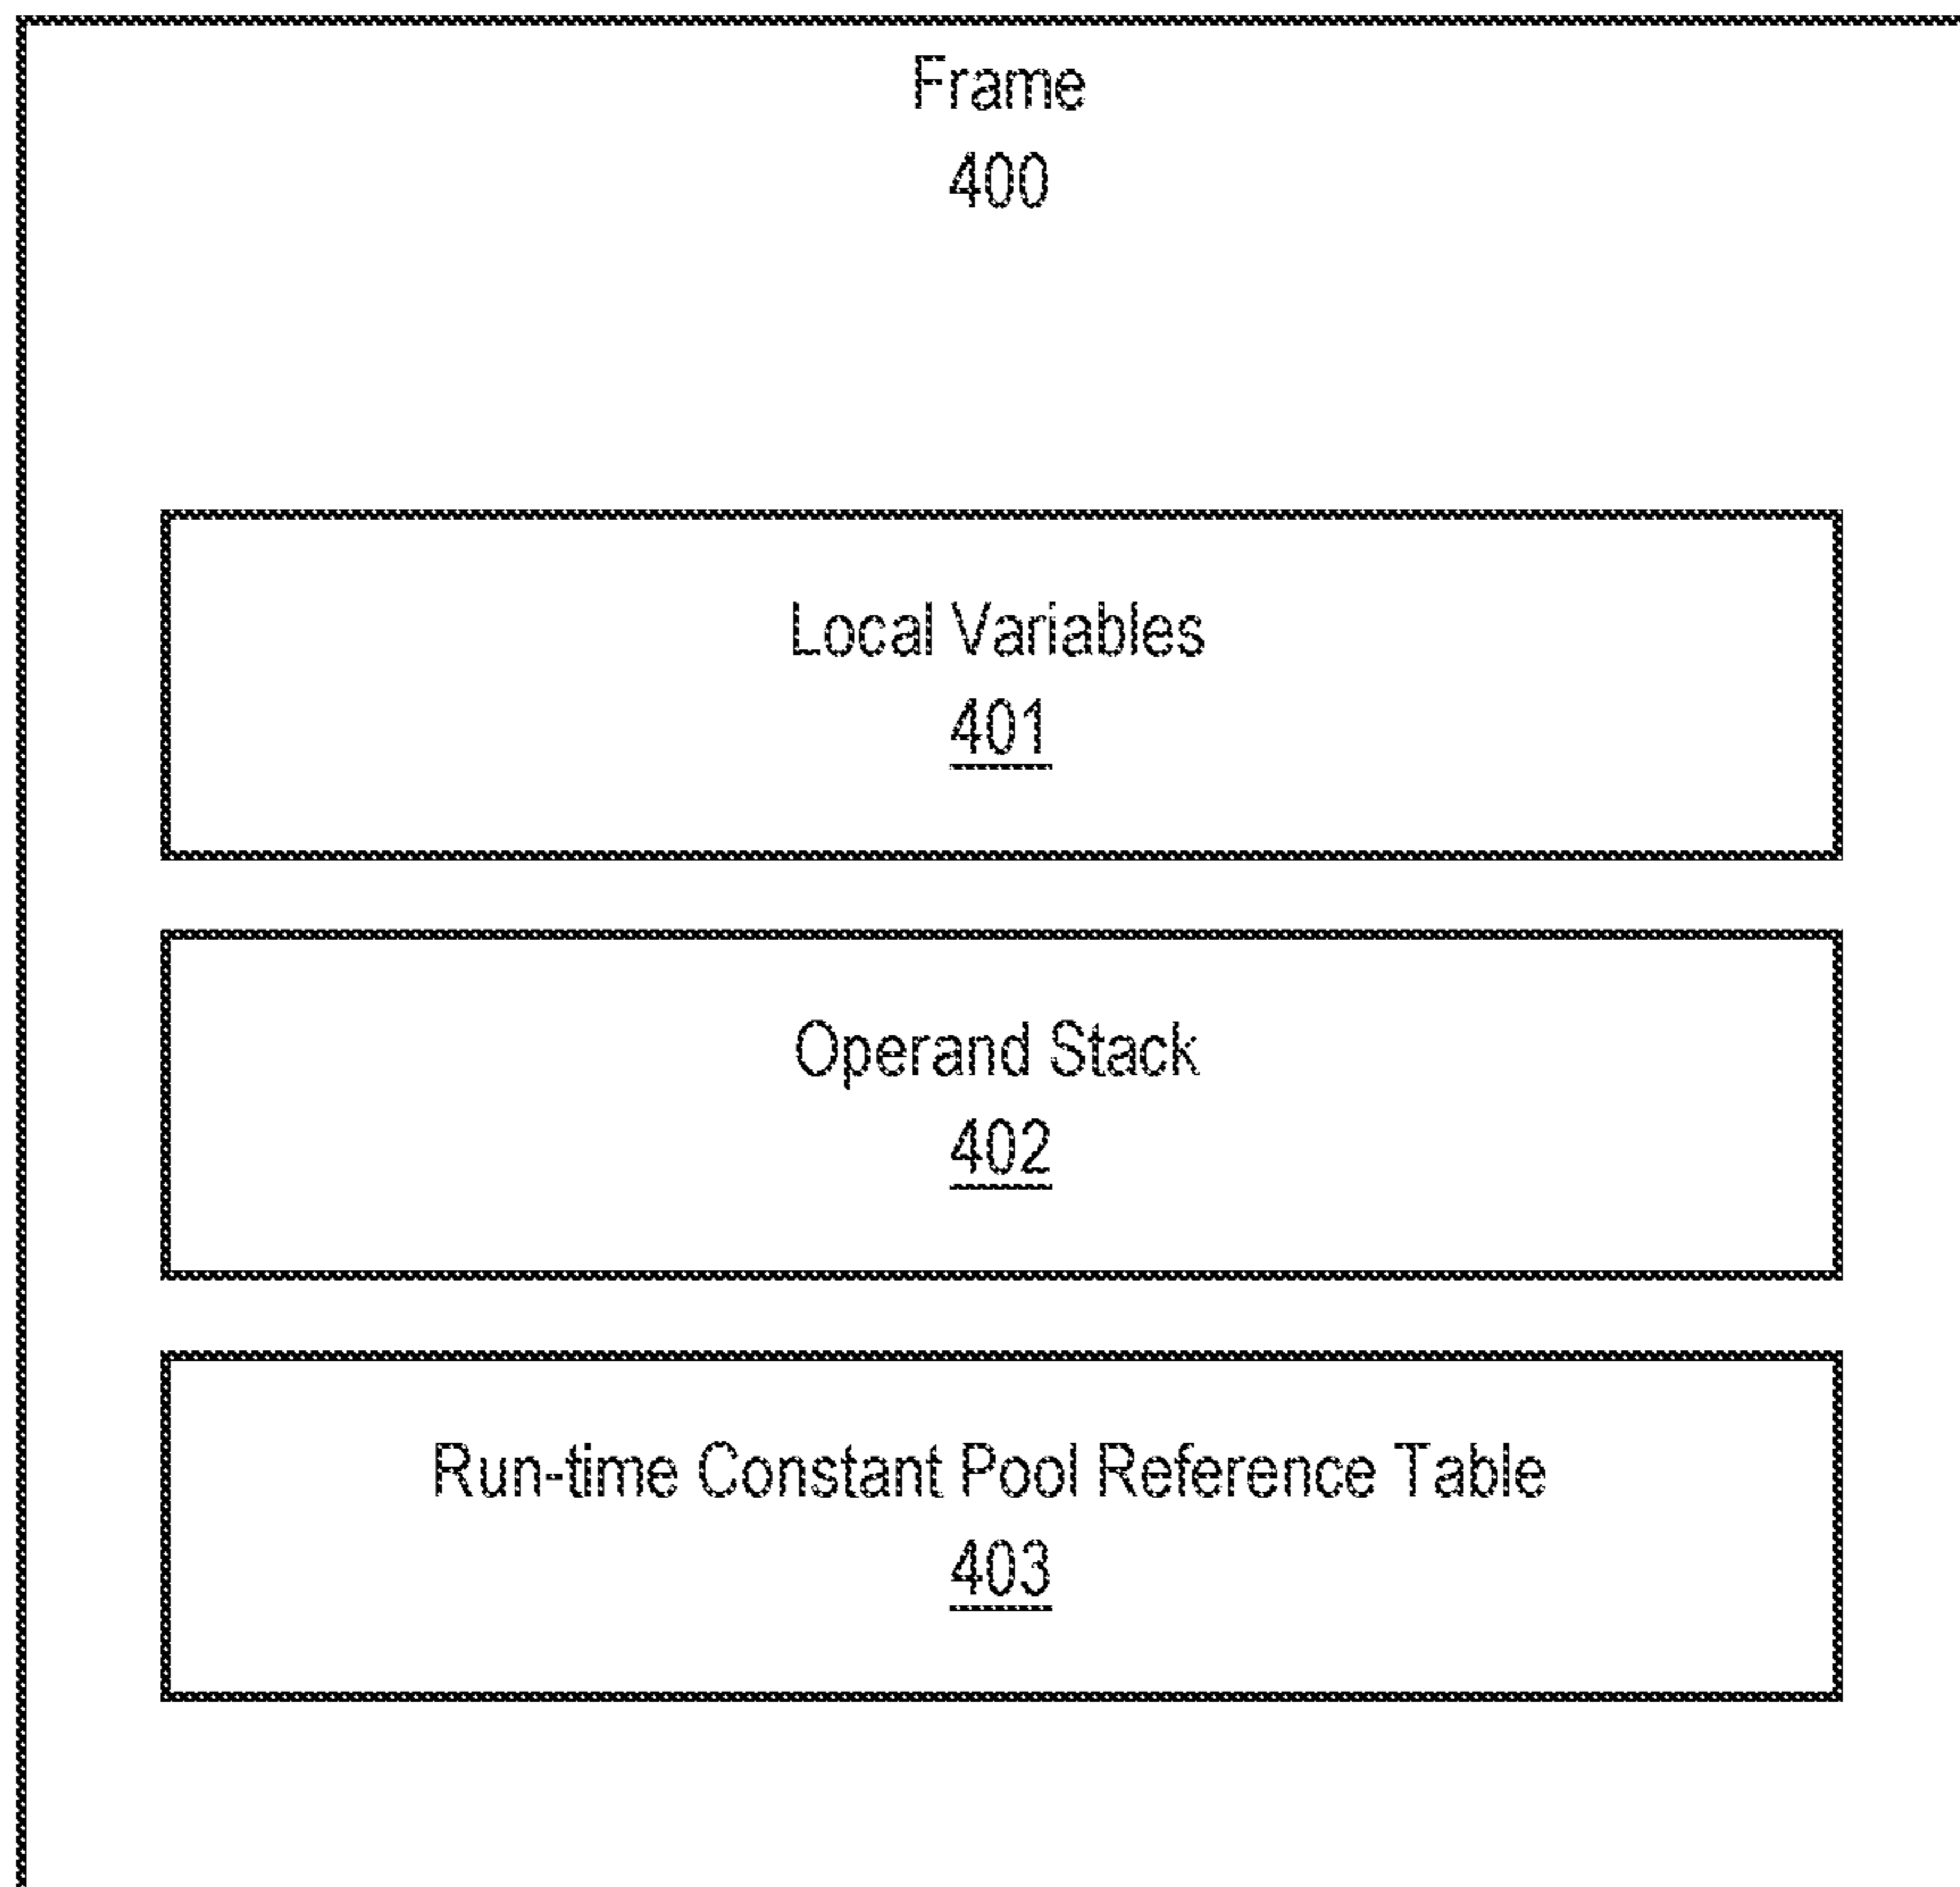 Frame
400
Local Variables
401
Operand Stack
402
Run-time Constant Pool Reference Table
403